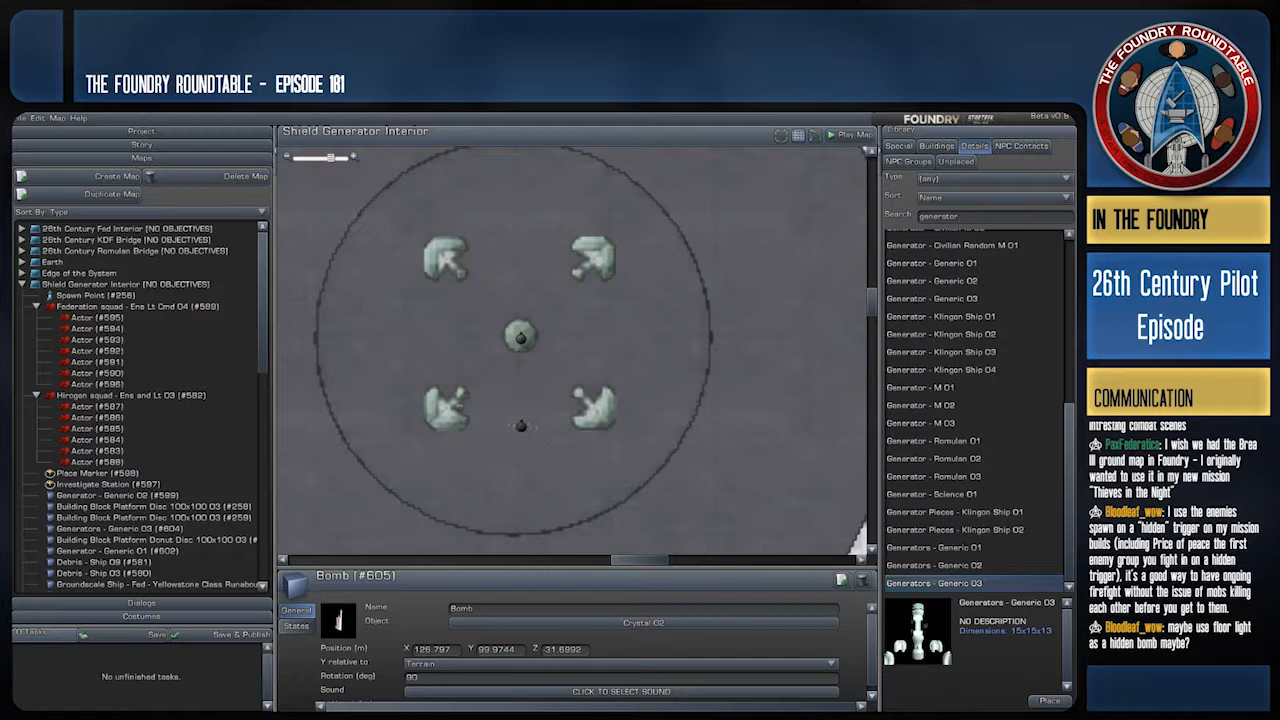 THE FOUNDRY ROUNDTABLE - EPISODE 181
THE FOUNDRY ROUNDTABLE
Edit Map Help
Project
Story
Maps
Create Map
Delete Map
Duplicate Map
Sort By: Type
26th Century Fed Interior [NO OBJECTIVES]
26th Century KDF Bridge [NO OBJECTIVES]
26th Century Romulan Bridge [NO OBJECTIVES]
Earth
Edge of the System
Shield Generator Interior [NO OBJECTIVES]
Spawn Point (#256)
Federation squad - Ens Lt Cmd 04 (#589)
Actor (#595)
Actor (#594)
Actor (#593)
Actor (#592)
Actor (#591)
Actor (#590)
Actor (#596)
Hirogen squad - Ens and Lt 03 (#582)
Actor (#587)
Actor (#586)
Actor (#585)
Actor (#584)
Actor (#583)
Actor (#588)
Place Marker (#598)
Investigate Station (#597)
Generator - Generic 02 (#599)
Building Block Platform Disc 100x100 03 (#258)
Building Block Platform Disc 100x100 03 (#259)
Generators - Generic 03 (#604)
Building Block Platform Donut Disc 100x100 03 (#
Generator - Generic 01 (#602)
Debris - Ship 09 (#581)
Debris - Ship 03 (#580)
Groundscale Ship - Fed - Yellowstone Class Runabou
Dialogs
Costumes
0 Tasks
Save
Save & Publish
No unfinished tasks.
Shield Generator Interior
Play Map
Bomb (#605)
General
States
Name
Bomb
Object
Crystal 02
Position (m)
X 126.797 Y 99.9744 Z -31.6992
Y relative to
Terrain
Rotation (deg)
90
Sound
CLICK TO SELECT SOUND
FOUNDRY STAR TREK
Beta v0.8
Library
Special Buildings Details NPC Contacts
NPC Groups Unplaced
Type (any)
Sort Name
Search generator
Generator - Civilian Random M 01
Generator - Generic 01
Generator - Generic 02
Generator - Generic 03
Generator - Klingon Ship 01
Generator - Klingon Ship 02
Generator - Klingon Ship 03
Generator - Klingon Ship 04
Generator - M 01
Generator - M 02
Generator - M 03
Generator - Romulan 01
Generator - Romulan 02
Generator - Romulan 03
Generator - Science 01
Generator Pieces - Klingon Ship 01
Generator Pieces - Klingon Ship 02
Generators - Generic 01
Generators - Generic 02
Generators - Generic 03
Generators - Generic 03
NO DESCRIPTION
Dimensions: 15x15x13
Place
IN THE FOUNDRY
26th Century Pilot
Episode
COMMUNICATION
intresting combat scenes
PaxFederatica: I wish we had the Brea
III ground map in Foundry - I originally
wanted to use it in my new mission
"Thieves in the Night"
Bloodleaf_wow: I use the enemies
spawn on a "hidden" trigger on my mission
builds (including Price of peace the first
enemy group you fight in on a hidden
trigger), it's a good way to have ongoing
firefight without the issue of mobs killing
each other before you get to them.
Bloodleaf_wow: maybe use floor light
as a hidden bomb maybe?